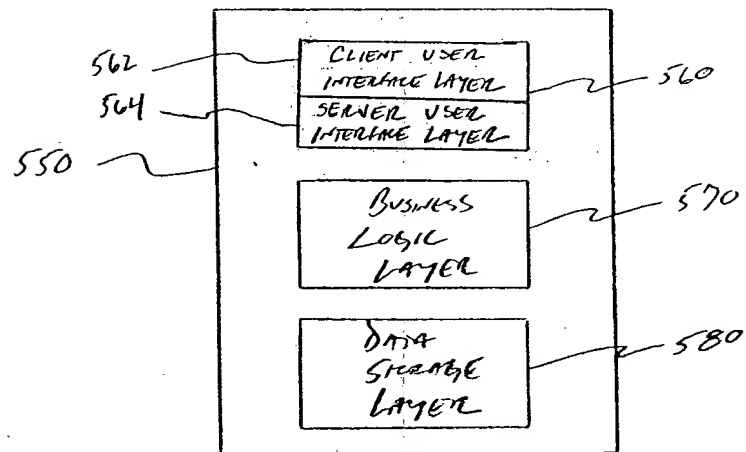 562
CLIENT USER
INTERFACE LAYER
560
564
SERVER USER
INTERFACE LAYER
550
BUSINESS
LOGIC
LAYER
570
DATA
STORAGE
LAYER
580